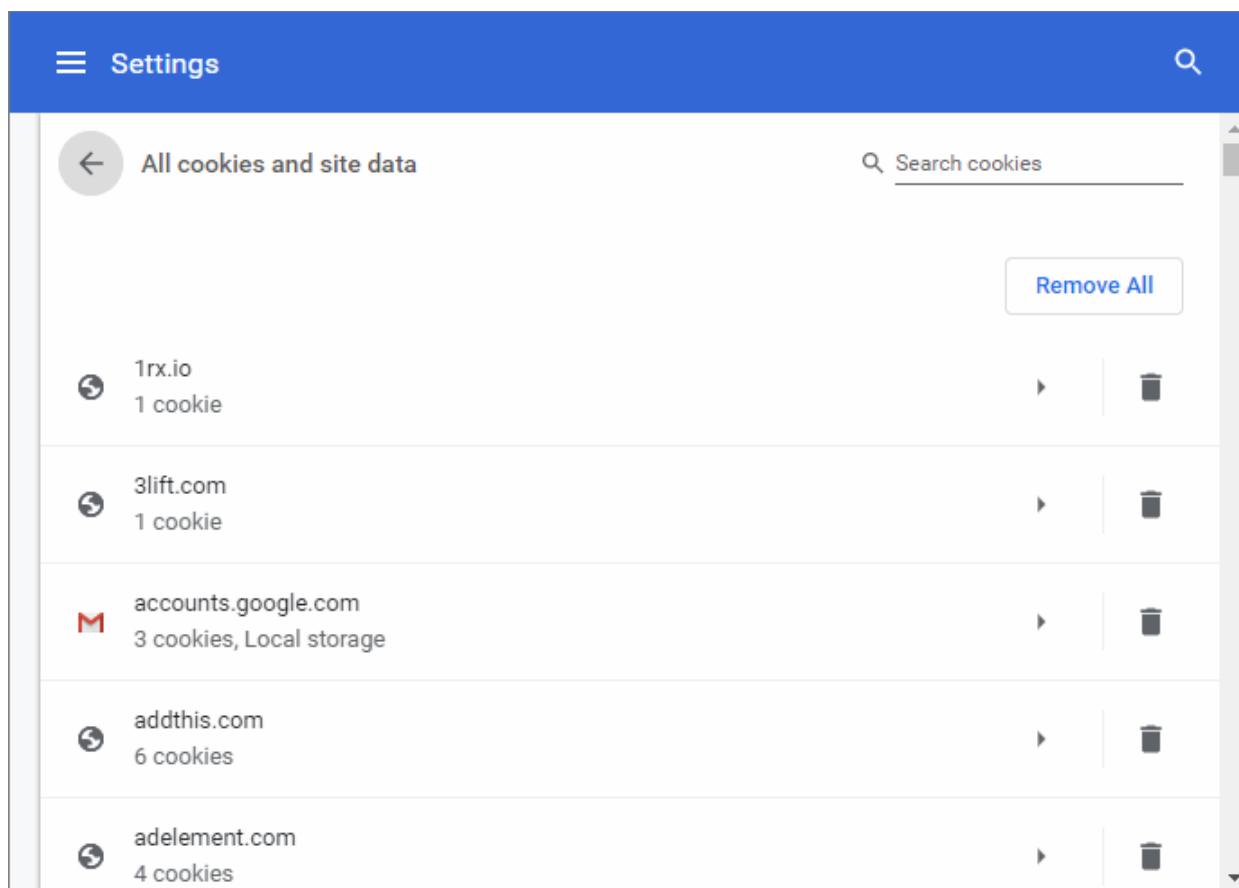 Settings
All cookies and site data
Search cookies
Remove All
1rx.io
1 cookie
3lift.com
1 cookie
accounts.google.com
3 cookies, Local storage
addthis.com
6 cookies
adelement.com
4 cookies